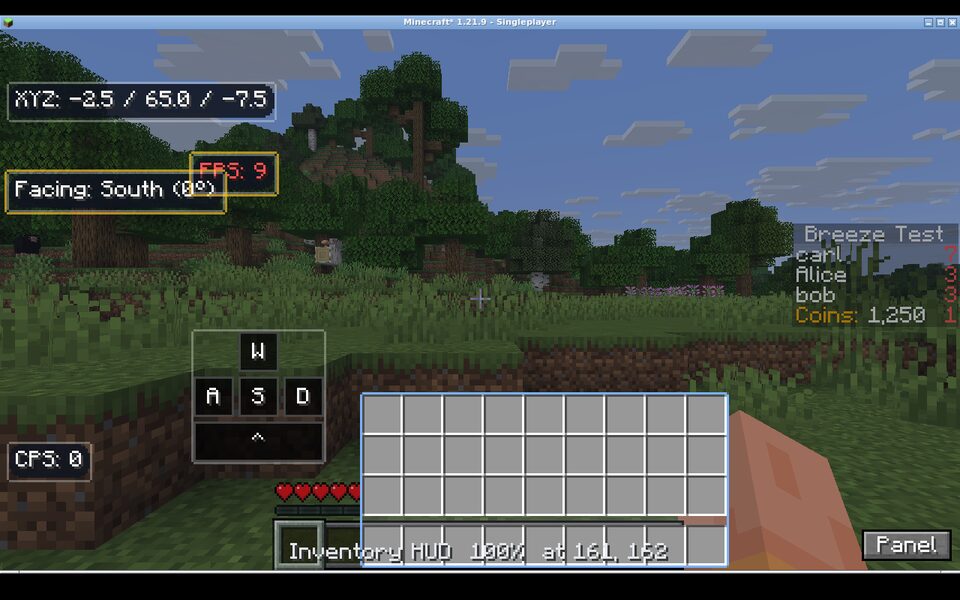 Minecraft* 1.21.9 - Singleplayer
XYZ: -2.5 / 65.0 / -7.5
FPS: 9
Facing: South (0°)
Breeze Test
carl 7
Alice 3
bob 3
Coins: 1,250 1
W
A S D
^
CPS: 0
Inventory HUD 100% at 161, 162
Panel